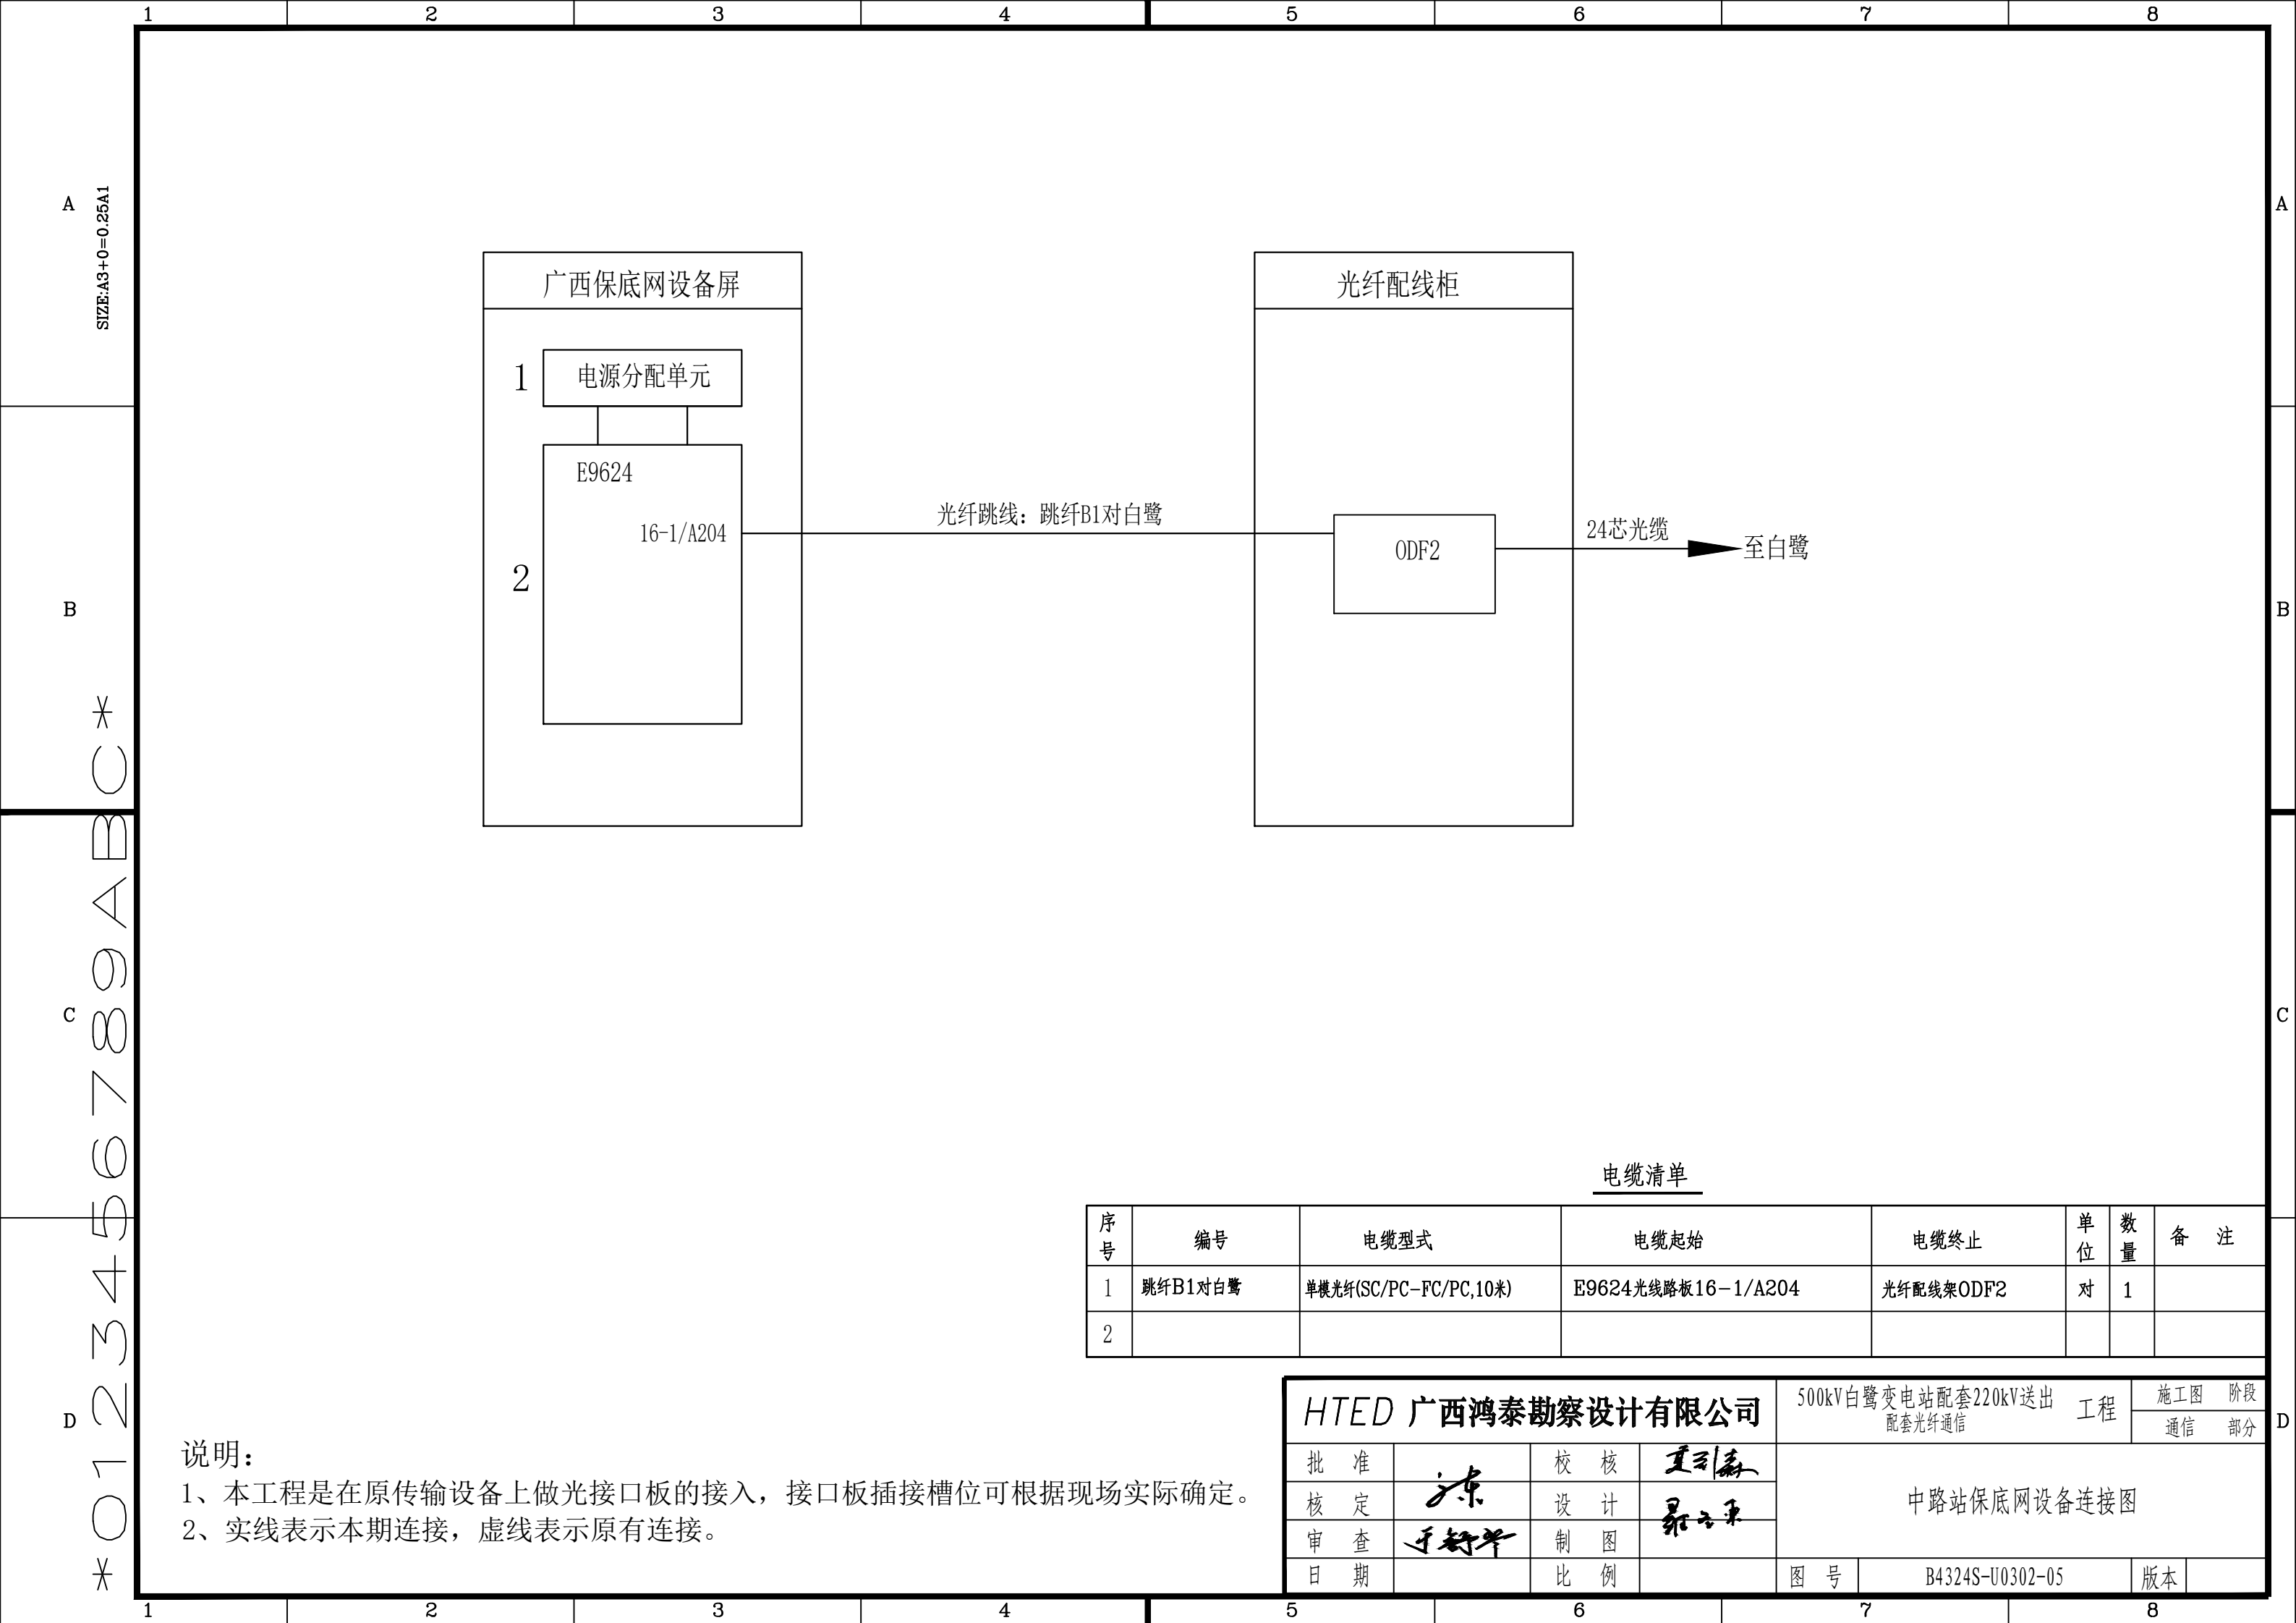 1 2 3 4 5 6 7 8
A
SIZE:A3+0=0.25A1
A
广西保底网设备屏
光纤配线柜
1
电源分配单元
E9624
16-1/A204
光纤跳线：跳纤B1对白鹭
ODF2
24芯光缆
至白鹭
2
B
B
*0123456789ABC*
C
C
电缆清单
序号 编号 电缆型式 电缆起始 电缆终止 单位 数量 备 注
1 跳纤B1对白鹭 单模光纤(SC/PC-FC/PC,10米) E9624光线路板16-1/A204 光纤配线架ODF2 对 1
2
D
D
说明：
1、本工程是在原传输设备上做光接口板的接入，接口板插接槽位可根据现场实际确定。
2、实线表示本期连接，虚线表示原有连接。
HTED 广西鸿泰勘察设计有限公司
500kV白鹭变电站配套220kV送出
配套光纤通信
工程
施工图 阶段
通信 部分
批 准 校 核
核 定 设 计
审 查 制 图
日 期 比 例
中路站保底网设备连接图
图 号 B4324S-U0302-05 版本
1 2 3 4 5 6 7 8